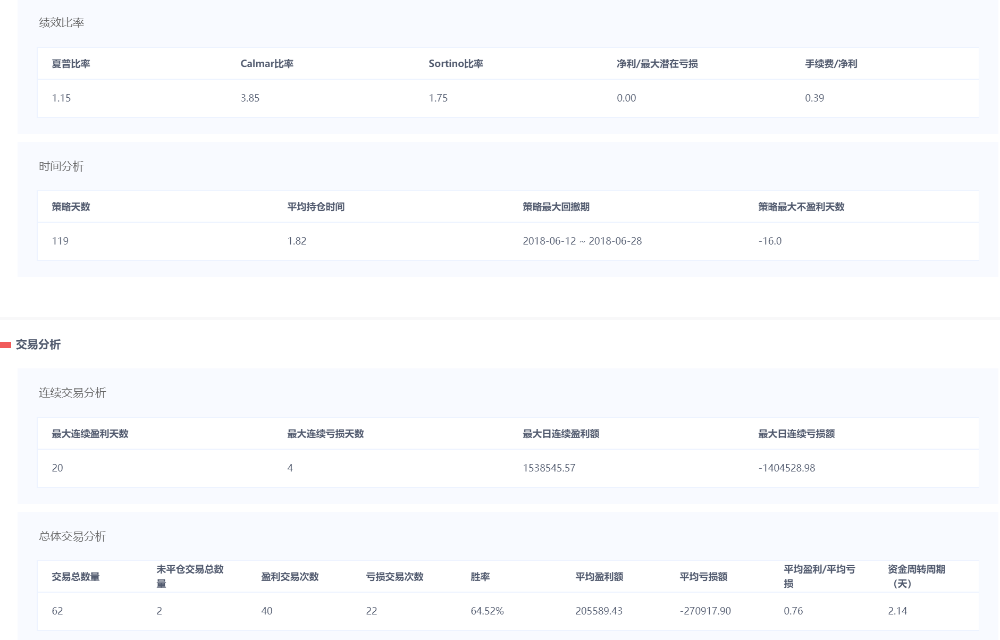 绩效比率
夏普比率 Calmar比率 Sortino比率 净利/最大潜在亏损 手续费/净利
1.15 3.85 1.75 0.00 0.39
时间分析
策略天数 平均持仓时间 策略最大回撤期 策略最大不盈利天数
119 1.82 2018-06-12 ~ 2018-06-28 -16.0
交易分析
连续交易分析
最大连续盈利天数 最大连续亏损天数 最大日连续盈利额 最大日连续亏损额
20 4 1538545.57 -1404528.98
总体交易分析
交易总数量 未平仓交易总数量 盈利交易次数 亏损交易次数 胜率 平均盈利额 平均亏损额 平均盈利/平均亏损 资金周转周期（天）
62 2 40 22 64.52% 205589.43 -270917.90 0.76 2.14